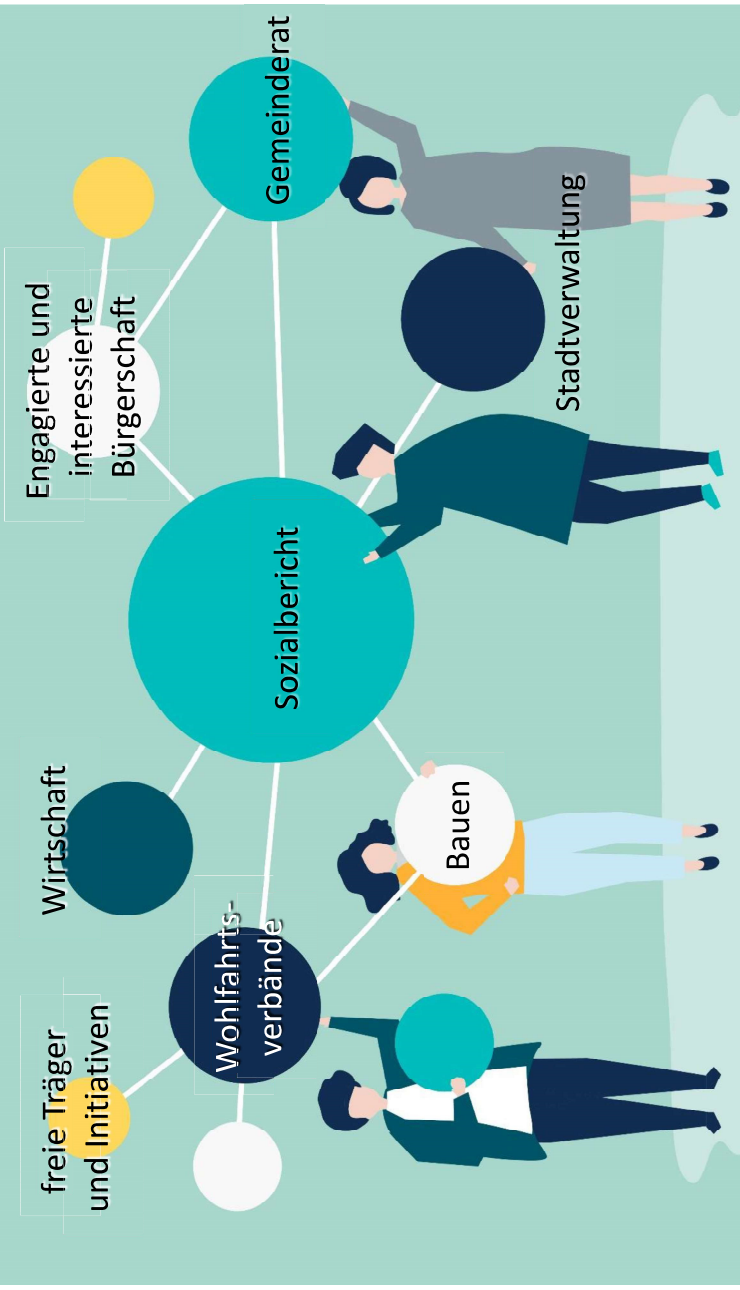 freie Träger
und Initiativen
Wohlfahrts-
verbände
Wirtschaft
Bauen
Sozialbericht
Engagierte und
interessierte
Bürgerschaft
Stadtverwaltung
Gemeinderat